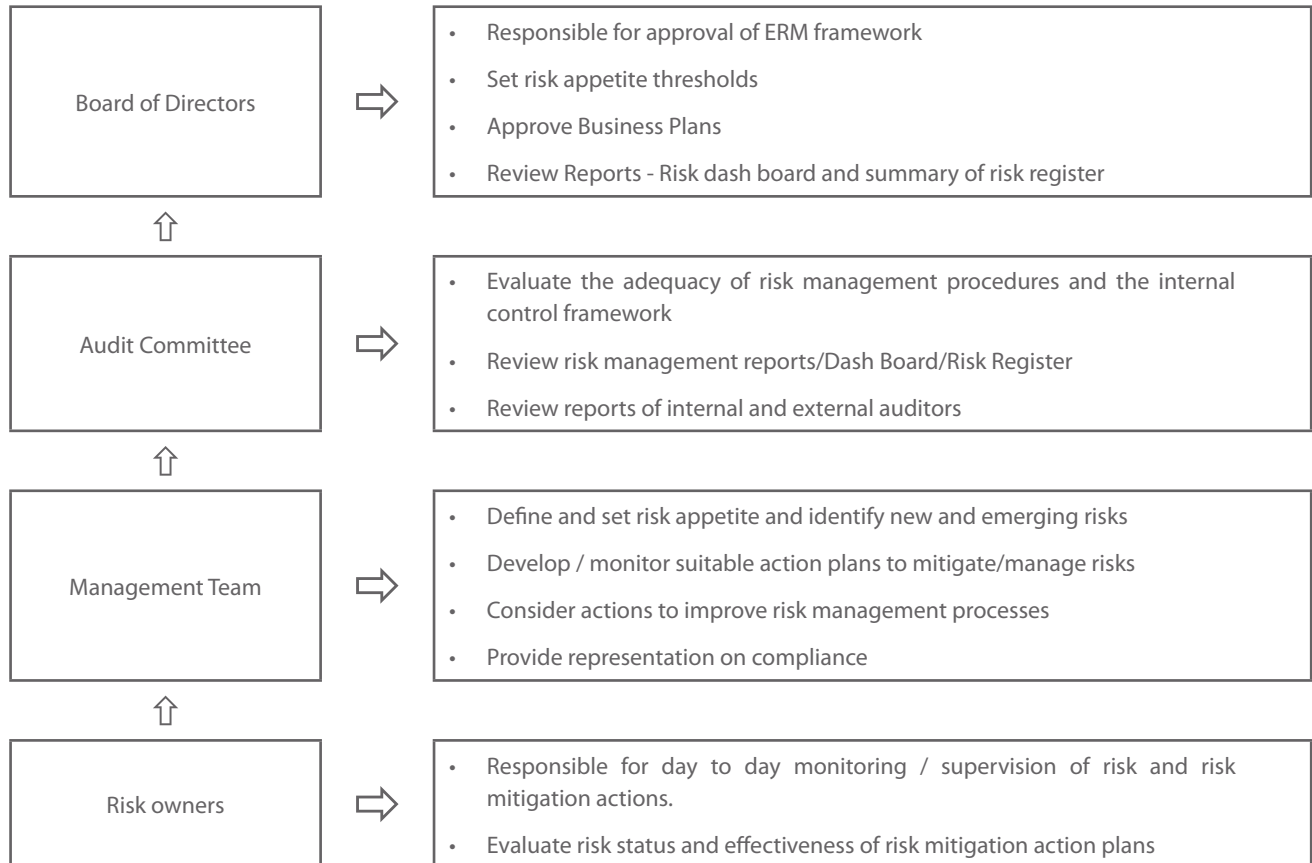 Board of Directors
• Responsible for approval of ERM framework
• Set risk appetite thresholds
• Approve Business Plans
• Review Reports - Risk dash board and summary of risk register
Audit Committee
• Evaluate the adequacy of risk management procedures and the internal
control framework
• Review risk management reports/Dash Board/Risk Register
• Review reports of internal and external auditors
Management Team
• Define and set risk appetite and identify new and emerging risks
• Develop / monitor suitable action plans to mitigate/manage risks
• Consider actions to improve risk management processes
• Provide representation on compliance
Risk owners
• Responsible for day to day monitoring / supervision of risk and risk
mitigation actions.
• Evaluate risk status and effectiveness of risk mitigation action plans